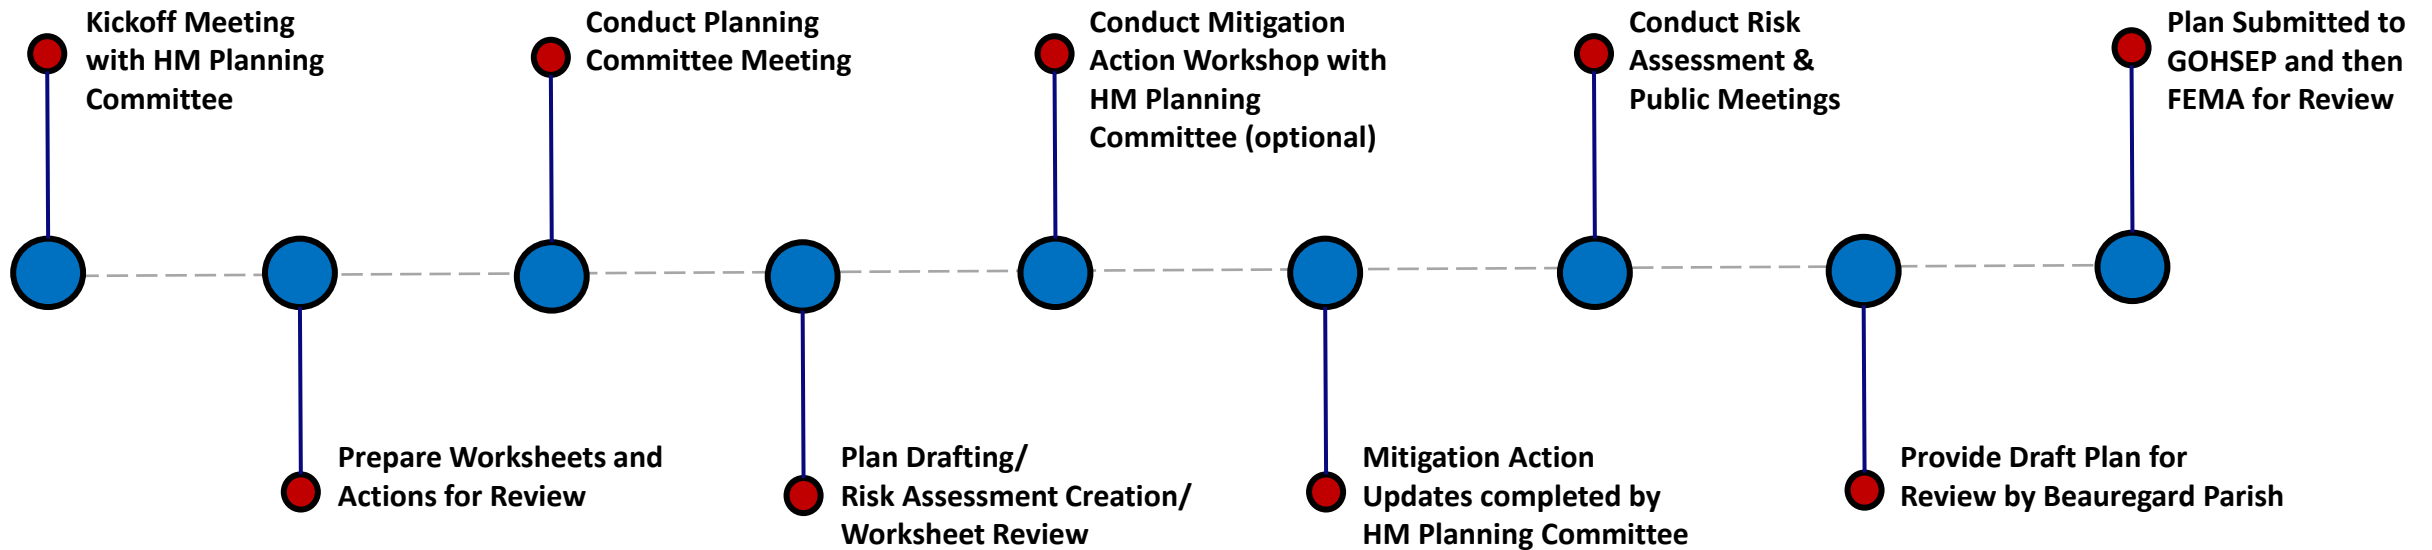 Kickoff Meeting
with HM Planning
Committee
Prepare Worksheets and
Actions for Review
Conduct Planning
Committee Meeting
Plan Drafting/
Risk Assessment Creation/
Worksheet Review
Conduct Mitigation
Action Workshop with
HM Planning
Committee (optional)
Mitigation Action
Updates completed by
HM Planning Committee
Conduct Risk
Assessment &
Public Meetings
Provide Draft Plan for
Review by Beauregard Parish
Plan Submitted to
GOHSEP and then
FEMA for Review